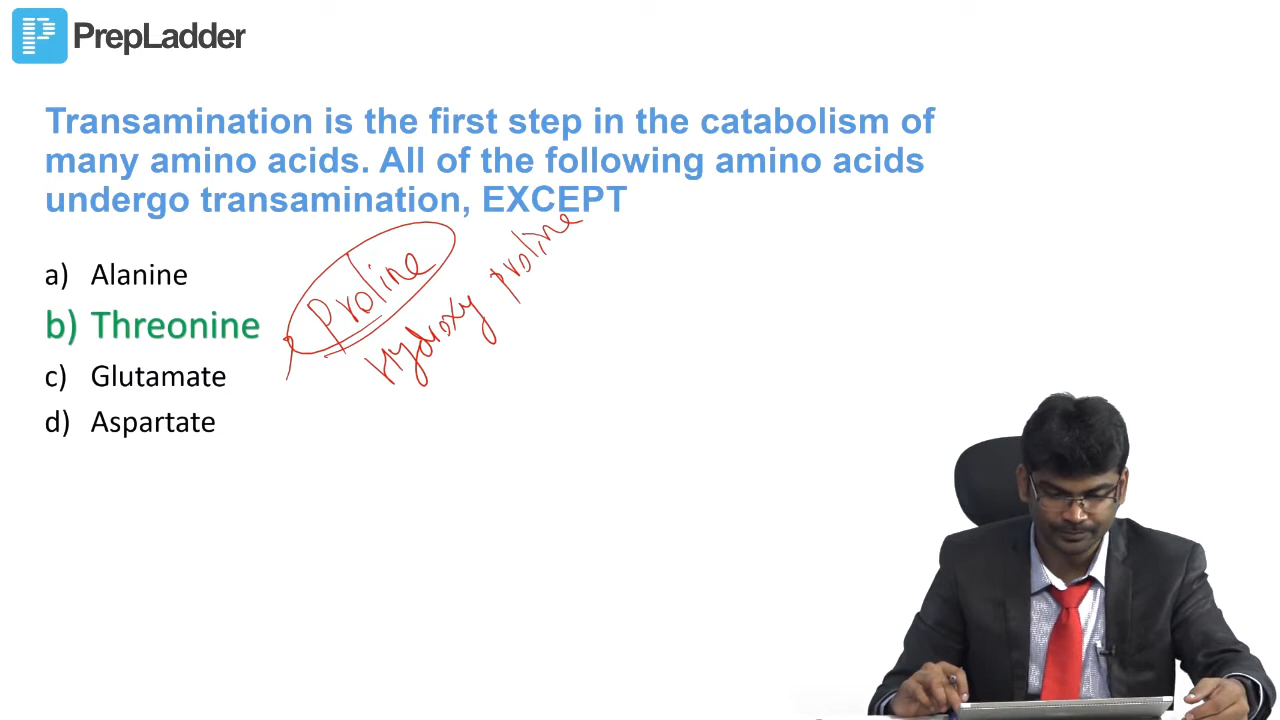 PrepLadder
Transamination is the first step in the catabolism of
many amino acids. All of the following amino acids
undergo transamination, EXCEPT
a) Alanine
b) Threonine
c) Glutamate
d) Aspartate
Proline
Hydroxy proline